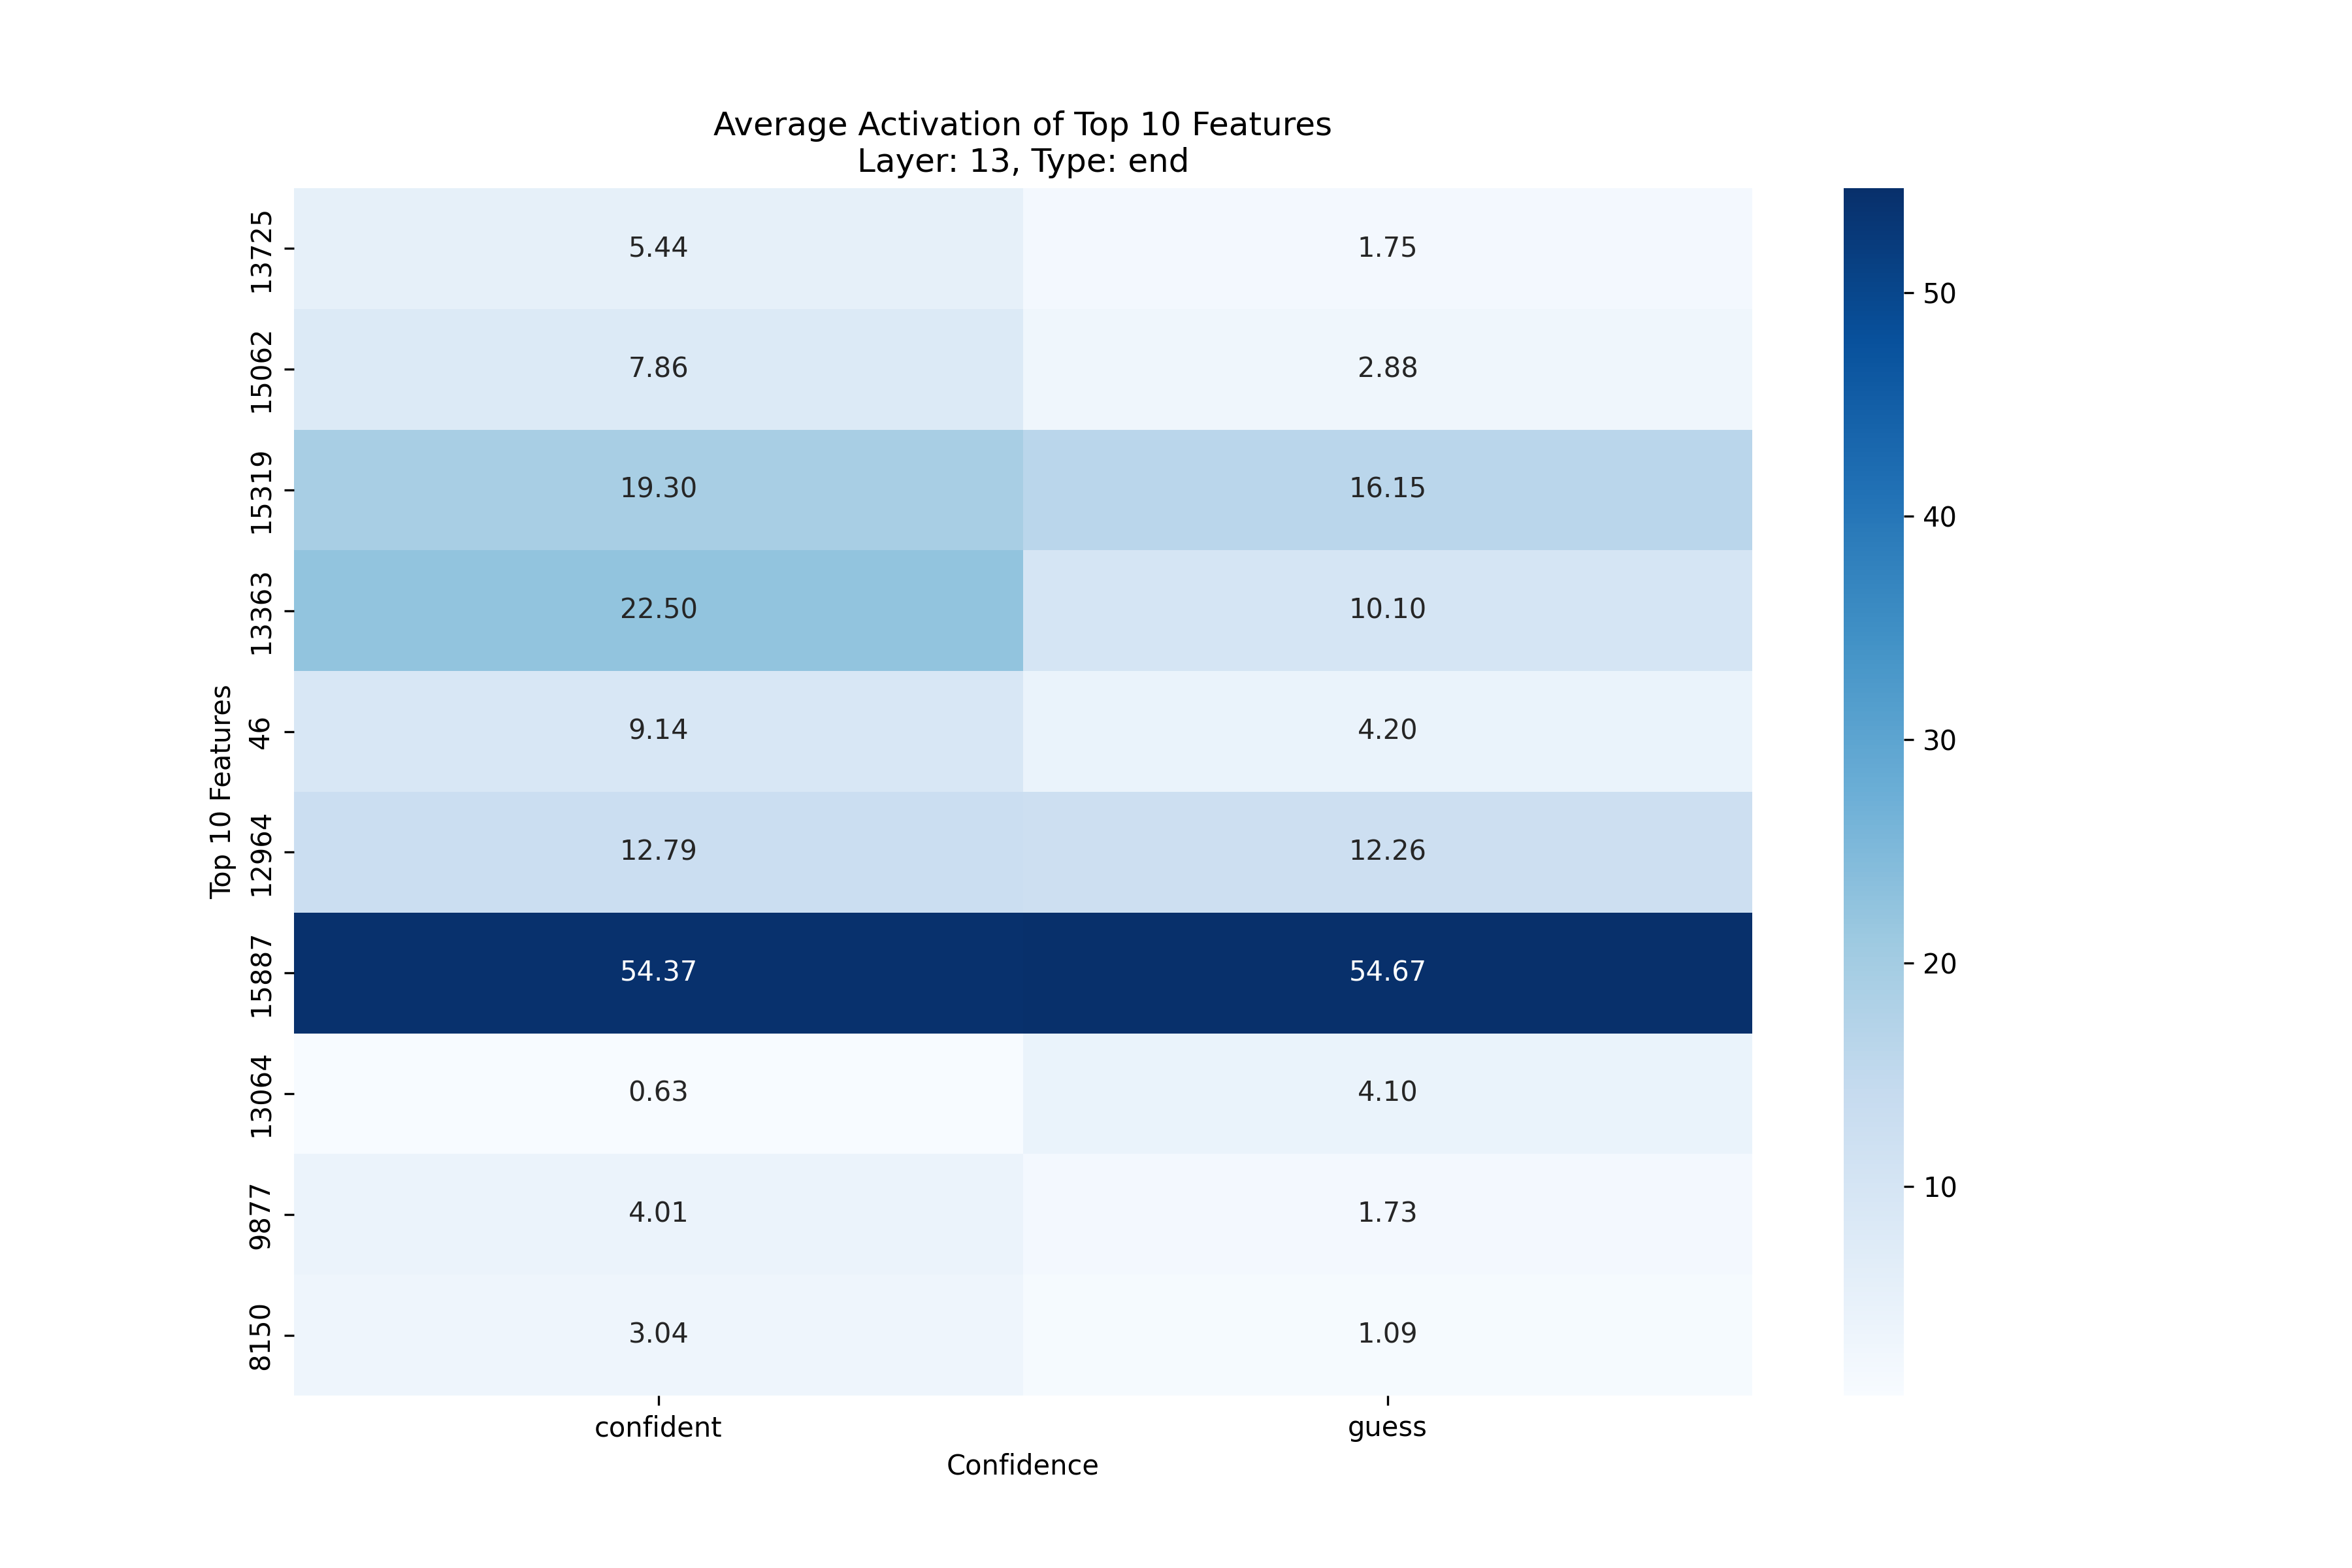 Average Activation of Top 10 Features
Layer: 13, Type: end
Top 10 Features
13725 5.44 1.75
15062 7.86 2.88
15319 19.30 16.15
13363 22.50 10.10
46 9.14 4.20
12964 12.79 12.26
15887 54.37 54.67
13064 0.63 4.10
9877 4.01 1.73
8150 3.04 1.09
confident guess
Confidence
50
40
30
20
10